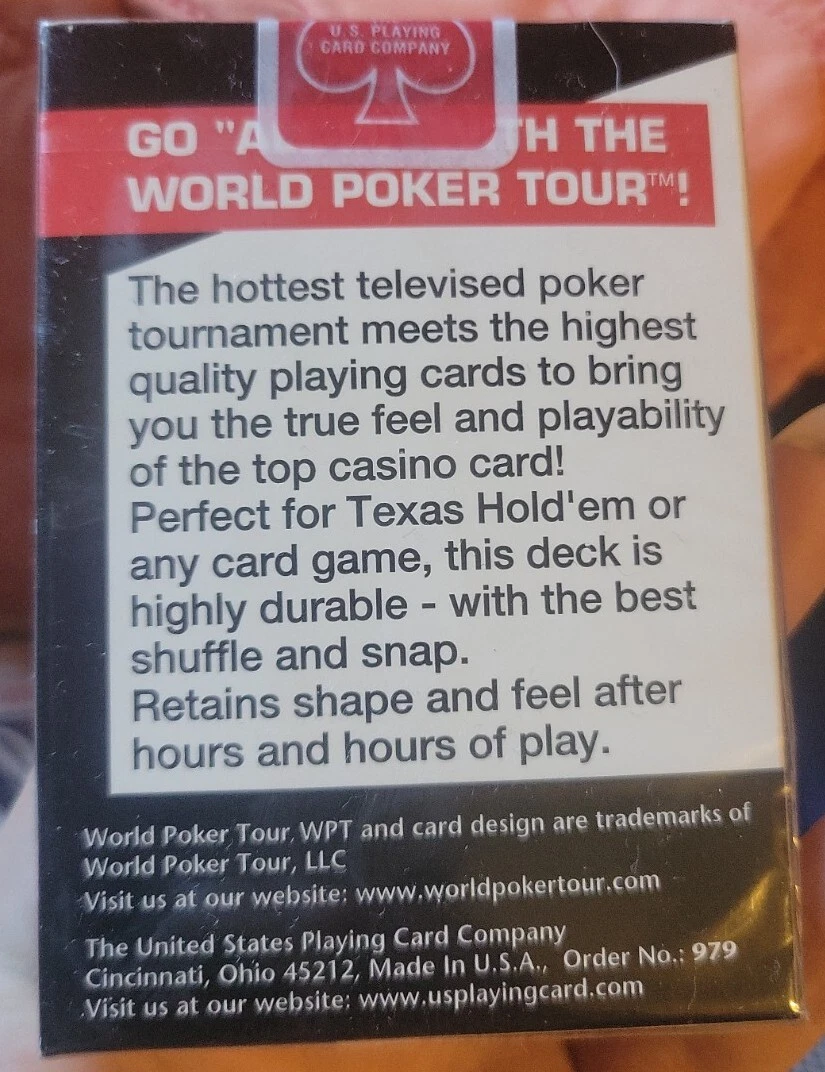 U.S. PLAYING
CARD COMPANY
GO "A TH THE
WORLD POKER TOUR™!
The hottest televised poker
tournament meets the highest
quality playing cards to bring
you the true feel and playability
of the top casino card!
Perfect for Texas Hold'em or
any card game, this deck is
highly durable - with the best
shuffle and snap.
Retains shape and feel after
hours and hours of play.
World Poker Tour, WPT and card design are trademarks of
World Poker Tour, LLC
Visit us at our website: www.worldpokertour.com
The United States Playing Card Company
Cincinnati, Ohio 45212, Made In U.S.A., Order No.: 979
Visit us at our website: www.usplayingcard.com